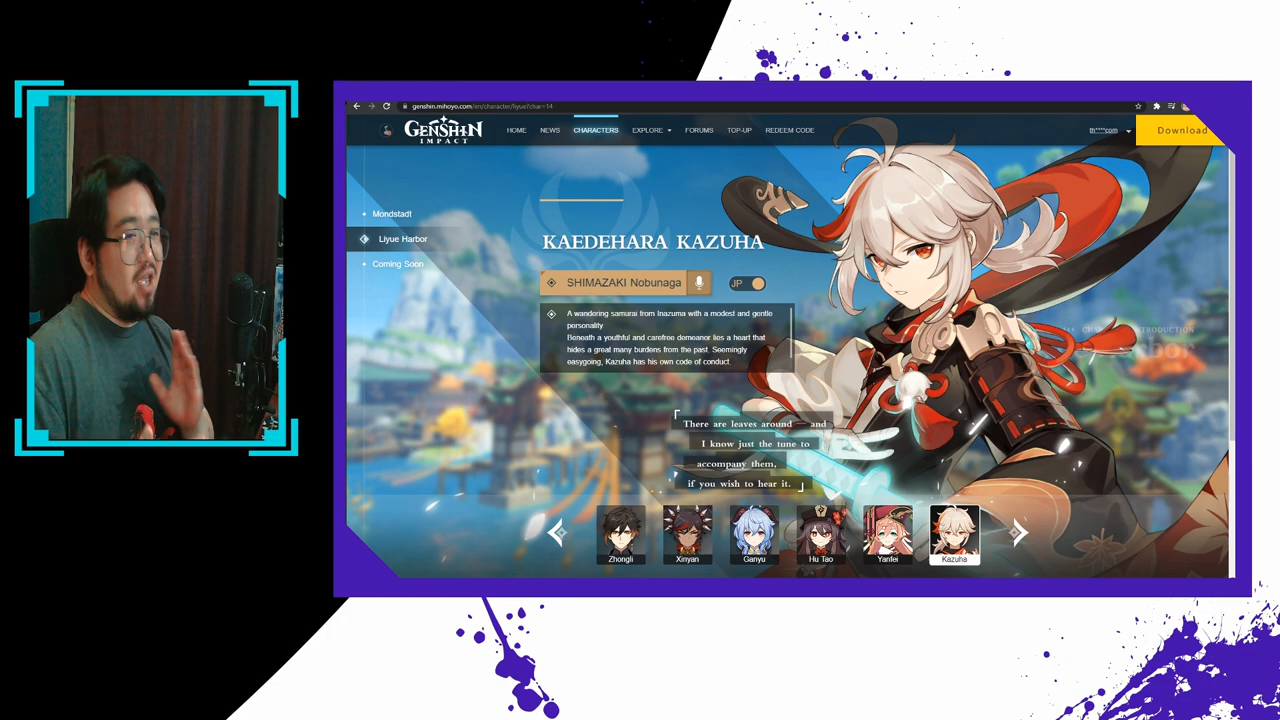 genshin.mihoyo.com/en/character/liyue?char=14
GENSHIN
IMPACT
HOME
NEWS
CHARACTERS
EXPLORE
FORUMS
TOP-UP
REDEEM CODE
th****com
Download
Mondstadt
Liyue Harbor
Coming Soon
KAEDEHARA KAZUHA
SHIMAZAKI Nobunaga
JP
A wandering samurai from Inazuma with a modest and gentle
personality.
Beneath a youthful and carefree demeanor lies a heart that
hides a great many burdens from the past. Seemingly
easygoing, Kazuha has his own code of conduct.
INTRODUCTION
「There are leaves around — and
I know just the tune to
accompany them,
if you wish to hear it.」
Zhongli
Xinyan
Ganyu
Hu Tao
Yanfei
Kazuha